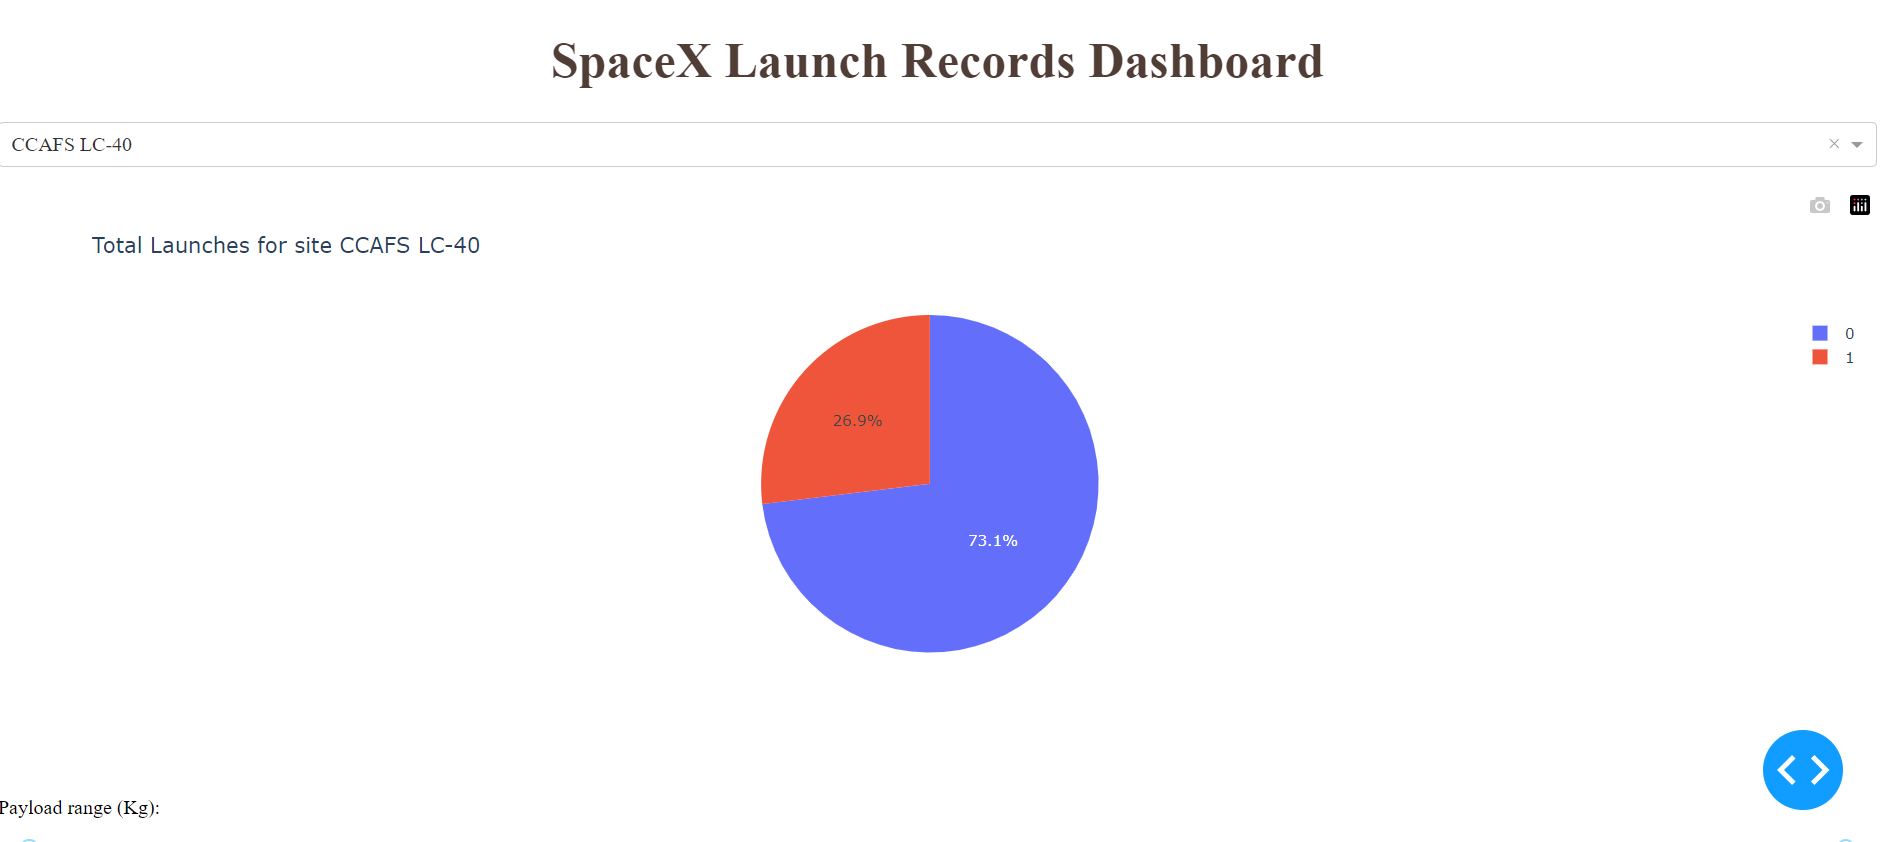 SpaceX Launch Records Dashboard
CCAFS LC-40
Total Launches for site CCAFS LC-40
0
1
26.9%
73.1%
Payload range (Kg):